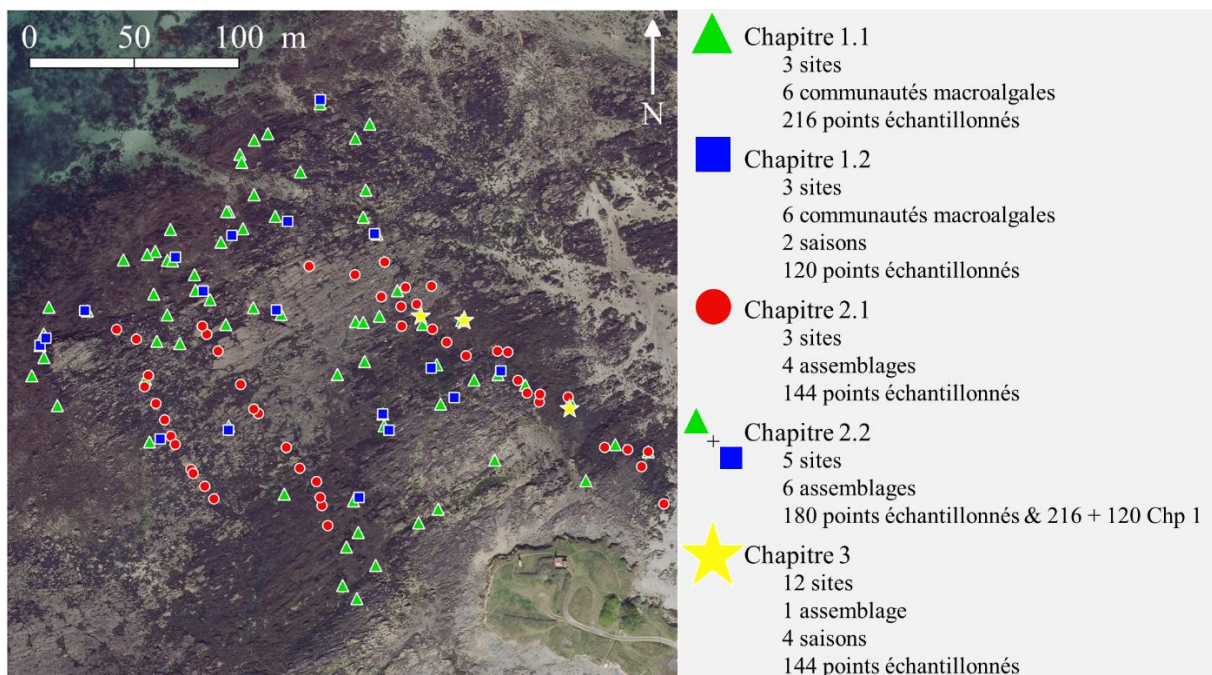 0 50 100 m
N
Chapitre 1.1
3 sites
6 communautés macroalgales
216 points échantillonnés
Chapitre 1.2
3 sites
6 communautés macroalgales
2 saisons
120 points échantillonnés
Chapitre 2.1
3 sites
4 assemblages
144 points échantillonnés
+
Chapitre 2.2
5 sites
6 assemblages
180 points échantillonnés & 216 + 120 Chp 1
Chapitre 3
12 sites
1 assemblage
4 saisons
144 points échantillonnés